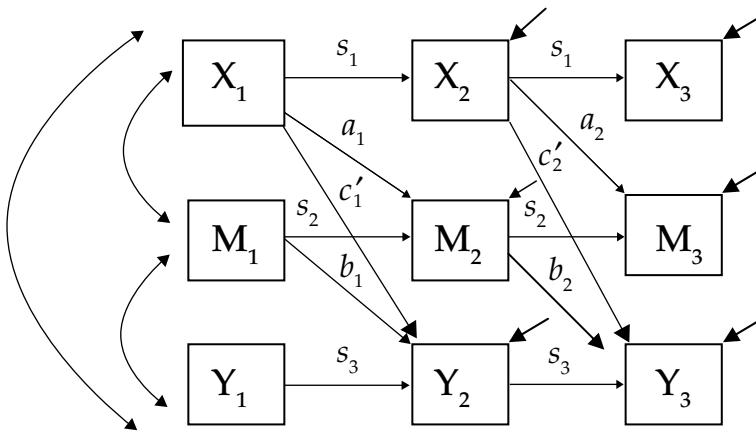 X₁ s₁ X₂ s₁ X₃
a₁ a₂
c′₁ c′₂
M₁ s₂ M₂ s₂ M₃
b₁ b₂
Y₁ s₃ Y₂ s₃ Y₃